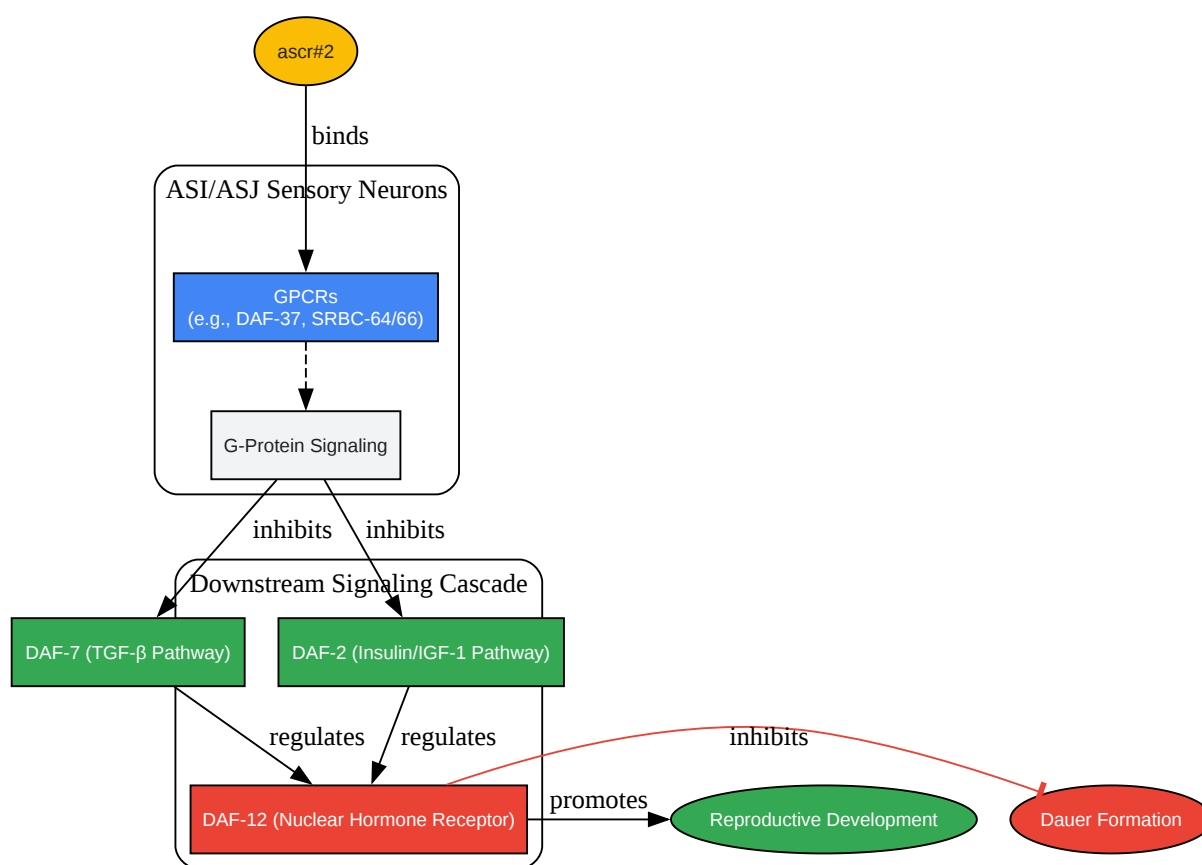 ascr#2
binds
ASI/ASJ Sensory Neurons
GPCRs
(e.g., DAF-37, SRBC-64/66)
G-Protein Signaling
inhibits
inhibits
Downstream Signaling Cascade
DAF-7 (TGF-β Pathway)
DAF-2 (Insulin/IGF-1 Pathway)
regulates
regulates
inhibits
DAF-12 (Nuclear Hormone Receptor)
promotes
Reproductive Development
Dauer Formation